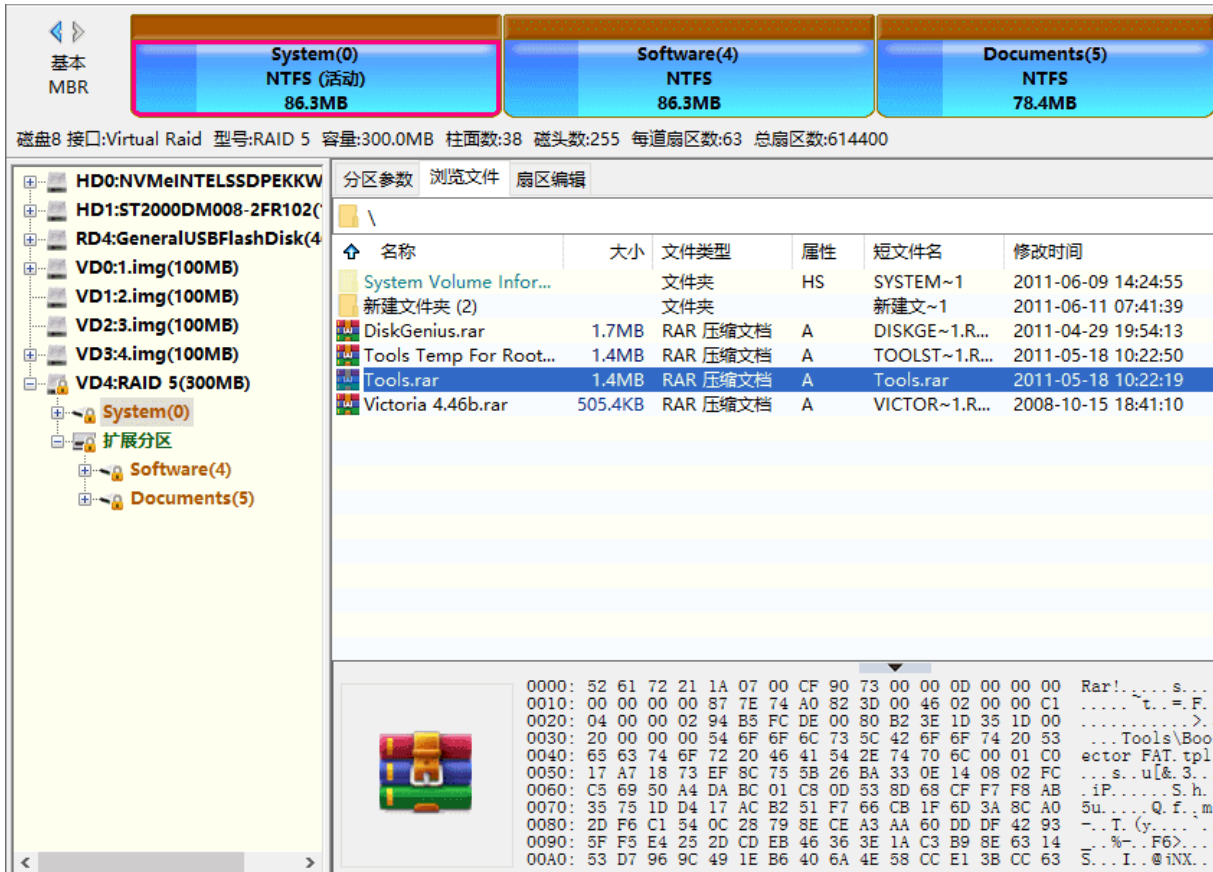 基本
MBR
System(0)
NTFS (活动)
86.3MB
Software(4)
NTFS
86.3MB
Documents(5)
NTFS
78.4MB
磁盘8 接口:Virtual Raid 型号:RAID 5 容量:300.0MB 柱面数:38 磁头数:255 每道扇区数:63 总扇区数:614400
HD0:NVMeINTELSSDPEKKW
HD1:ST2000DM008-2FR102(
RD4:GeneralUSBFlashDisk(4
VD0:1.img(100MB)
VD1:2.img(100MB)
VD2:3.img(100MB)
VD3:4.img(100MB)
VD4:RAID 5(300MB)
System(0)
扩展分区
Software(4)
Documents(5)
分区参数 浏览文件 扇区编辑
\
名称 大小 文件类型 属性 短文件名 修改时间
System Volume Infor... 文件夹 HS SYSTEM~1 2011-06-09 14:24:55
新建文件夹 (2) 文件夹 新建文~1 2011-06-11 07:41:39
DiskGenius.rar 1.7MB RAR 压缩文档 A DISKGE~1.R... 2011-04-29 19:54:13
Tools Temp For Root... 1.4MB RAR 压缩文档 A TOOLST~1.R... 2011-05-18 10:22:50
Tools.rar 1.4MB RAR 压缩文档 A Tools.rar 2011-05-18 10:22:19
Victoria 4.46b.rar 505.4KB RAR 压缩文档 A VICTOR~1.R... 2008-10-15 18:41:10
0000: 52 61 72 21 1A 07 00 CF 90 73 00 00 0D 00 00 00 Rar!.....s...
0010: 00 00 00 00 87 7E 74 A0 82 3D 00 46 02 00 00 C1 .....~t..=.F.
0020: 04 00 00 02 94 B5 FC DE 00 80 B2 3E 1D 35 1D 00 ...........>.
0030: 20 00 00 00 54 6F 6F 6C 73 5C 42 6F 6F 74 20 53 ...Tools\Boo
0040: 65 63 74 6F 72 20 46 41 54 2E 74 70 6C 00 01 C0 ector FAT.tpl
0050: 17 A7 18 73 EF 8C 75 5B 26 BA 33 0E 14 08 02 FC ...s..u[&.3..
0060: C5 69 50 A4 DA BC 01 C8 0D 53 8D 68 CF F7 F8 AB .iP......S.h.
0070: 35 75 1D D4 17 AC B2 51 F7 66 CB 1F 6D 3A 8C A0 5u.....Q.f..m
0080: 2D F6 C1 54 0C 28 79 8E CE A3 AA 60 DD DF 42 93 -..T.(y....`.
0090: 5F F5 E4 25 2D CD EB 46 36 3E 1A C3 B9 8E 63 14 _..%-..F6>...
00A0: 53 D7 96 9C 49 1E B6 40 6A 4E 58 CC E1 3B CC 63 S...I..@jNX..